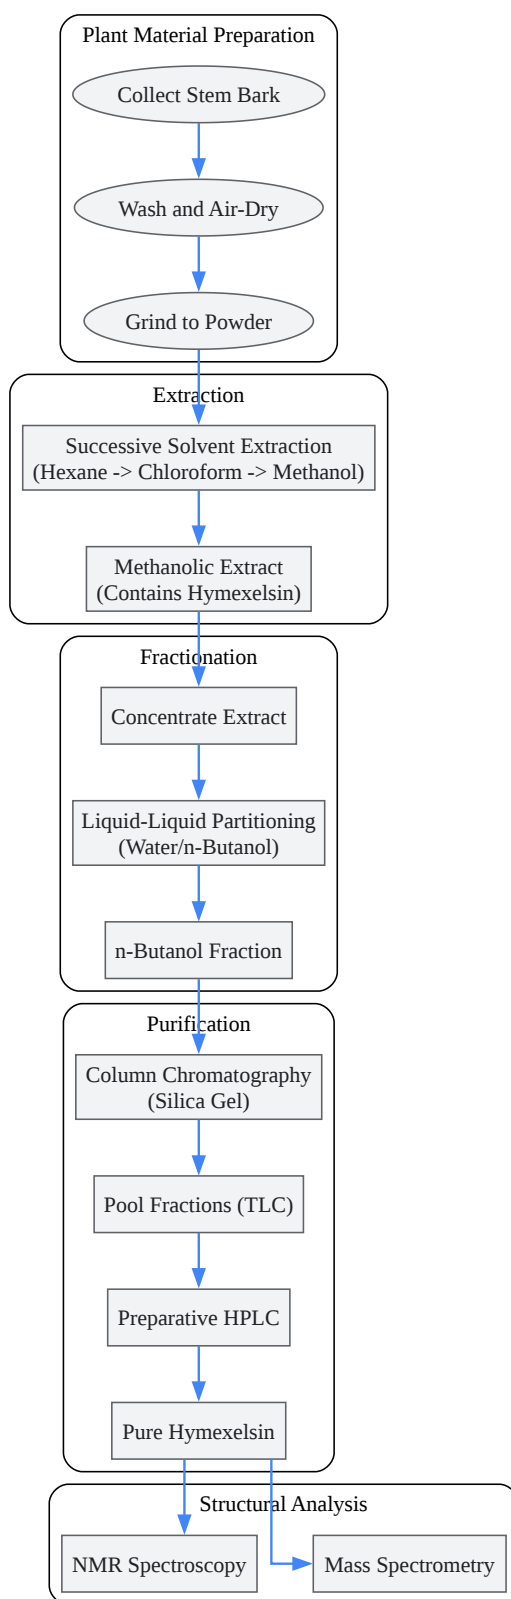 Plant Material Preparation
Collect Stem Bark
Wash and Air-Dry
Grind to Powder
Extraction
Successive Solvent Extraction
(Hexane -> Chloroform -> Methanol)
Methanolic Extract
(Contains Hymexelsin)
Fractionation
Concentrate Extract
Liquid-Liquid Partitioning
(Water/n-Butanol)
n-Butanol Fraction
Purification
Column Chromatography
(Silica Gel)
Pool Fractions (TLC)
Preparative HPLC
Pure Hymexelsin
Structural Analysis
NMR Spectroscopy
Mass Spectrometry